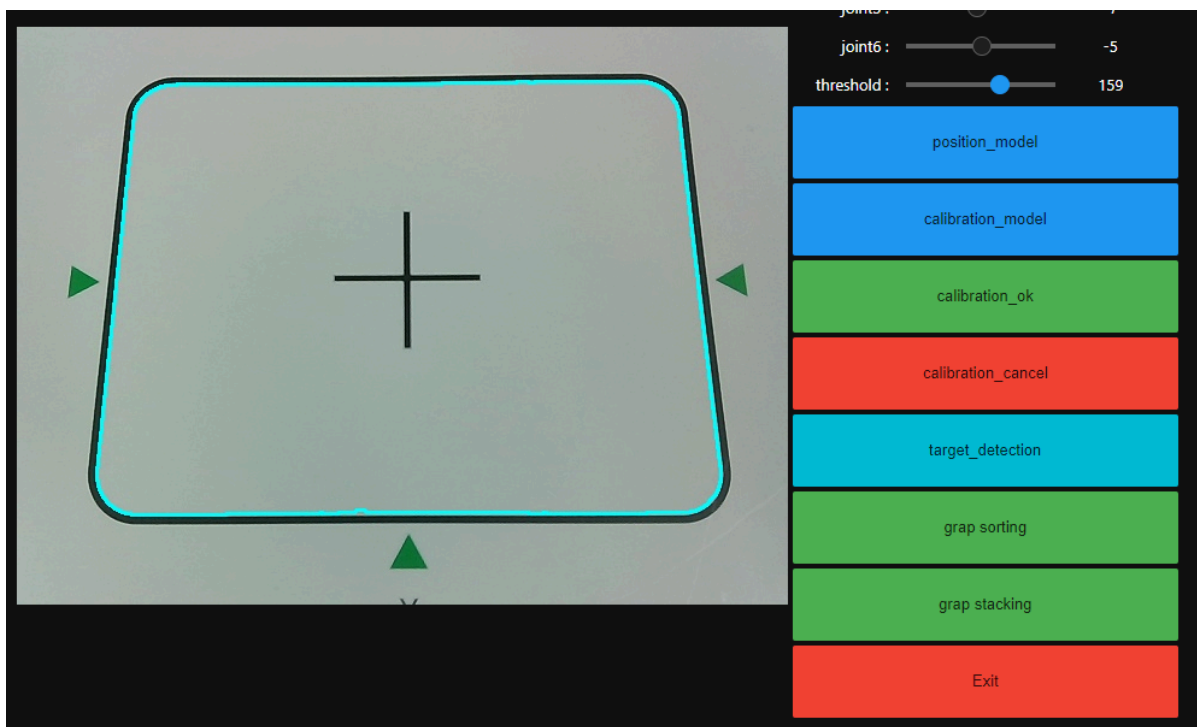 joint6 : -5
threshold : 159
position_model
calibration_model
calibration_ok
calibration_cancel
target_detection
grap sorting
grap stacking
Exit